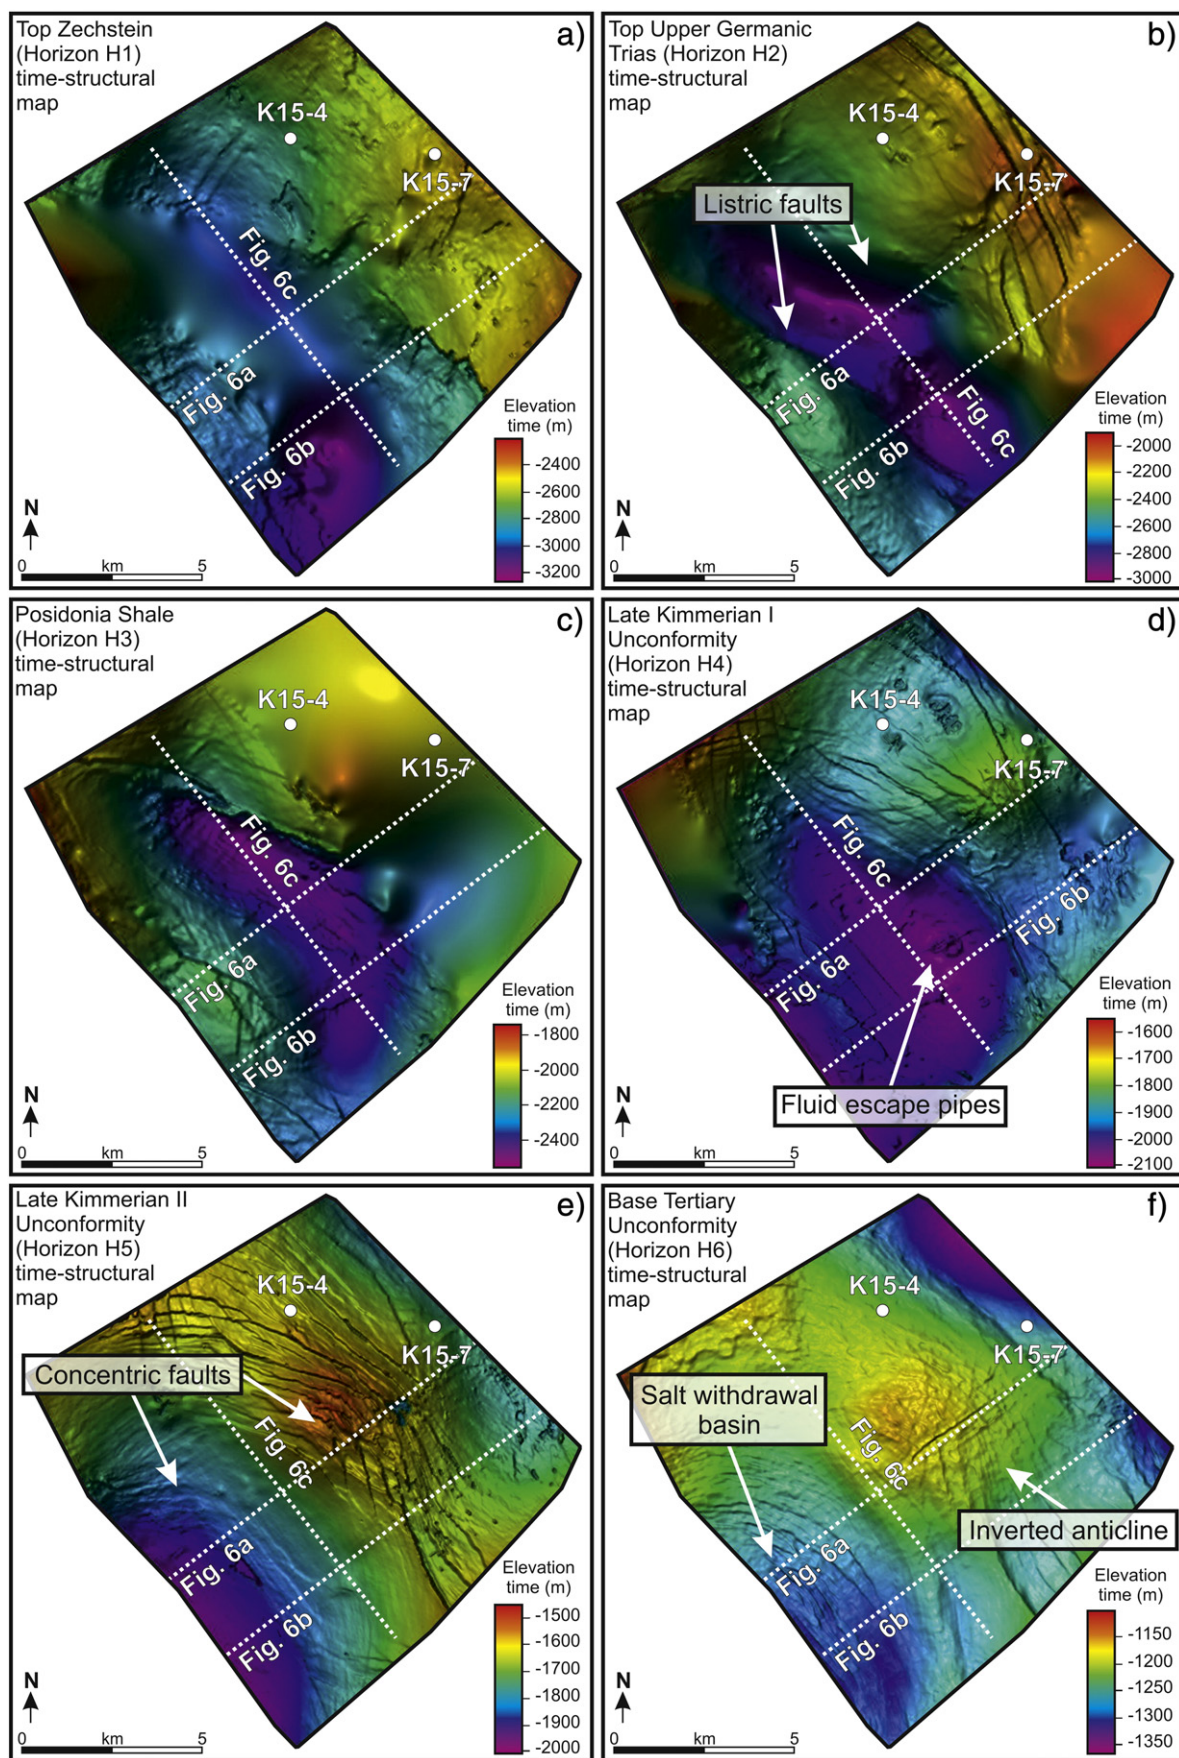 Top Zechstein
(Horizon H1)
time-structural
map
a)
K15-4
K15-7
Fig. 6c
Fig. 6a
Fig. 6b
Elevation
time (m)
-2400
-2600
-2800
-3000
-3200
N
0 km 5
Top Upper Germanic
Trias (Horizon H2)
time-structural
map
b)
K15-4
K15-7
Listric faults
Fig. 6a
Fig. 6c
Fig. 6b
Elevation
time (m)
-2000
-2200
-2400
-2600
-2800
-3000
N
0 km 5
Posidonia Shale
(Horizon H3)
time-structural
map
c)
K15-4
K15-7
Fig. 6c
Fig. 6a
Fig. 6b
Elevation
time (m)
-1800
-2000
-2200
-2400
N
0 km 5
Late Kimmerian I
Unconformity
(Horizon H4)
time-structural
map
d)
K15-4
K15-7
Fig. 6c
Fig. 6b
Fig. 6a
Fluid escape pipes
Elevation
time (m)
-1600
-1700
-1800
-1900
-2000
-2100
N
0 km 5
Late Kimmerian II
Unconformity
(Horizon H5)
time-structural
map
e)
K15-4
K15-7
Concentric faults
Fig. 6c
Fig. 6a
Fig. 6b
Elevation
time (m)
-1500
-1600
-1700
-1800
-1900
-2000
N
0 km 5
Base Tertiary
Unconformity
(Horizon H6)
time-structural
map
f)
K15-4
K15-7
Salt withdrawal
basin
Fig. 6c
Inverted anticline
Fig. 6a
Fig. 6b
Elevation
time (m)
-1150
-1200
-1250
-1300
-1350
N
0 km 5